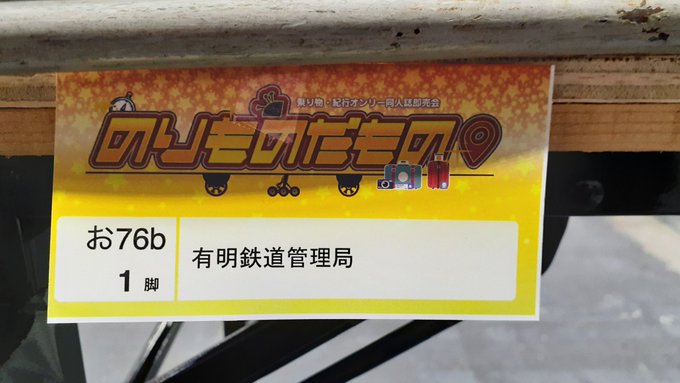 乗り物・紀行オンリー同人誌即売会
のりものだもの
お76b
1 脚
有明鉄道管理局